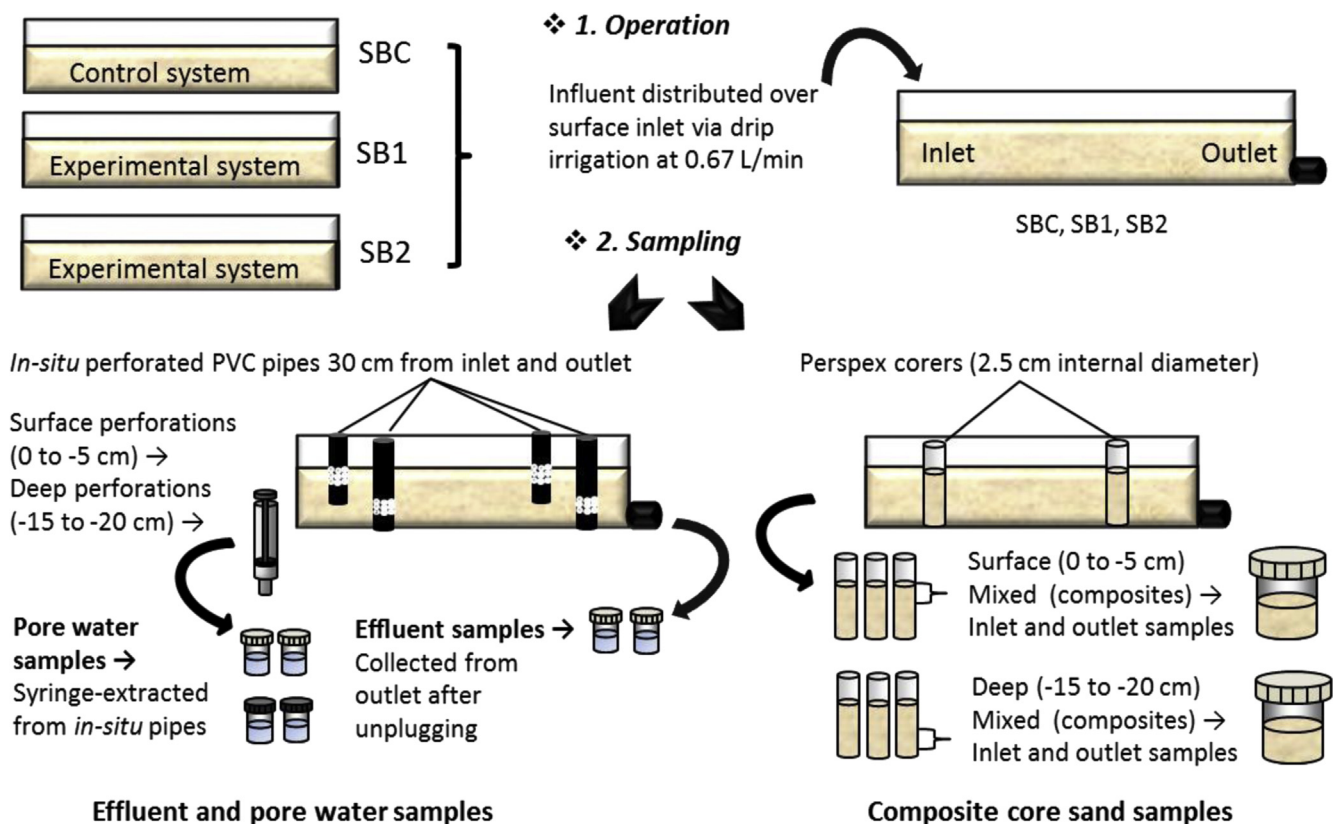 Control system
SBC
Experimental system
SB1
Experimental system
SB2
❖ 1. Operation
Influent distributed over
surface inlet via drip
irrigation at 0.67 L/min
Inlet
Outlet
SBC, SB1, SB2
❖ 2. Sampling
In-situ perforated PVC pipes 30 cm from inlet and outlet
Surface perforations
(0 to -5 cm) →
Deep perforations
(-15 to -20 cm) →
Pore water
samples →
Syringe-extracted
from in-situ pipes
Effluent samples →
Collected from
outlet after
unplugging
Effluent and pore water samples
Perspex corers (2.5 cm internal diameter)
Surface (0 to -5 cm)
Mixed (composites) →
Inlet and outlet samples
Deep (-15 to -20 cm)
Mixed (composites) →
Inlet and outlet samples
Composite core sand samples